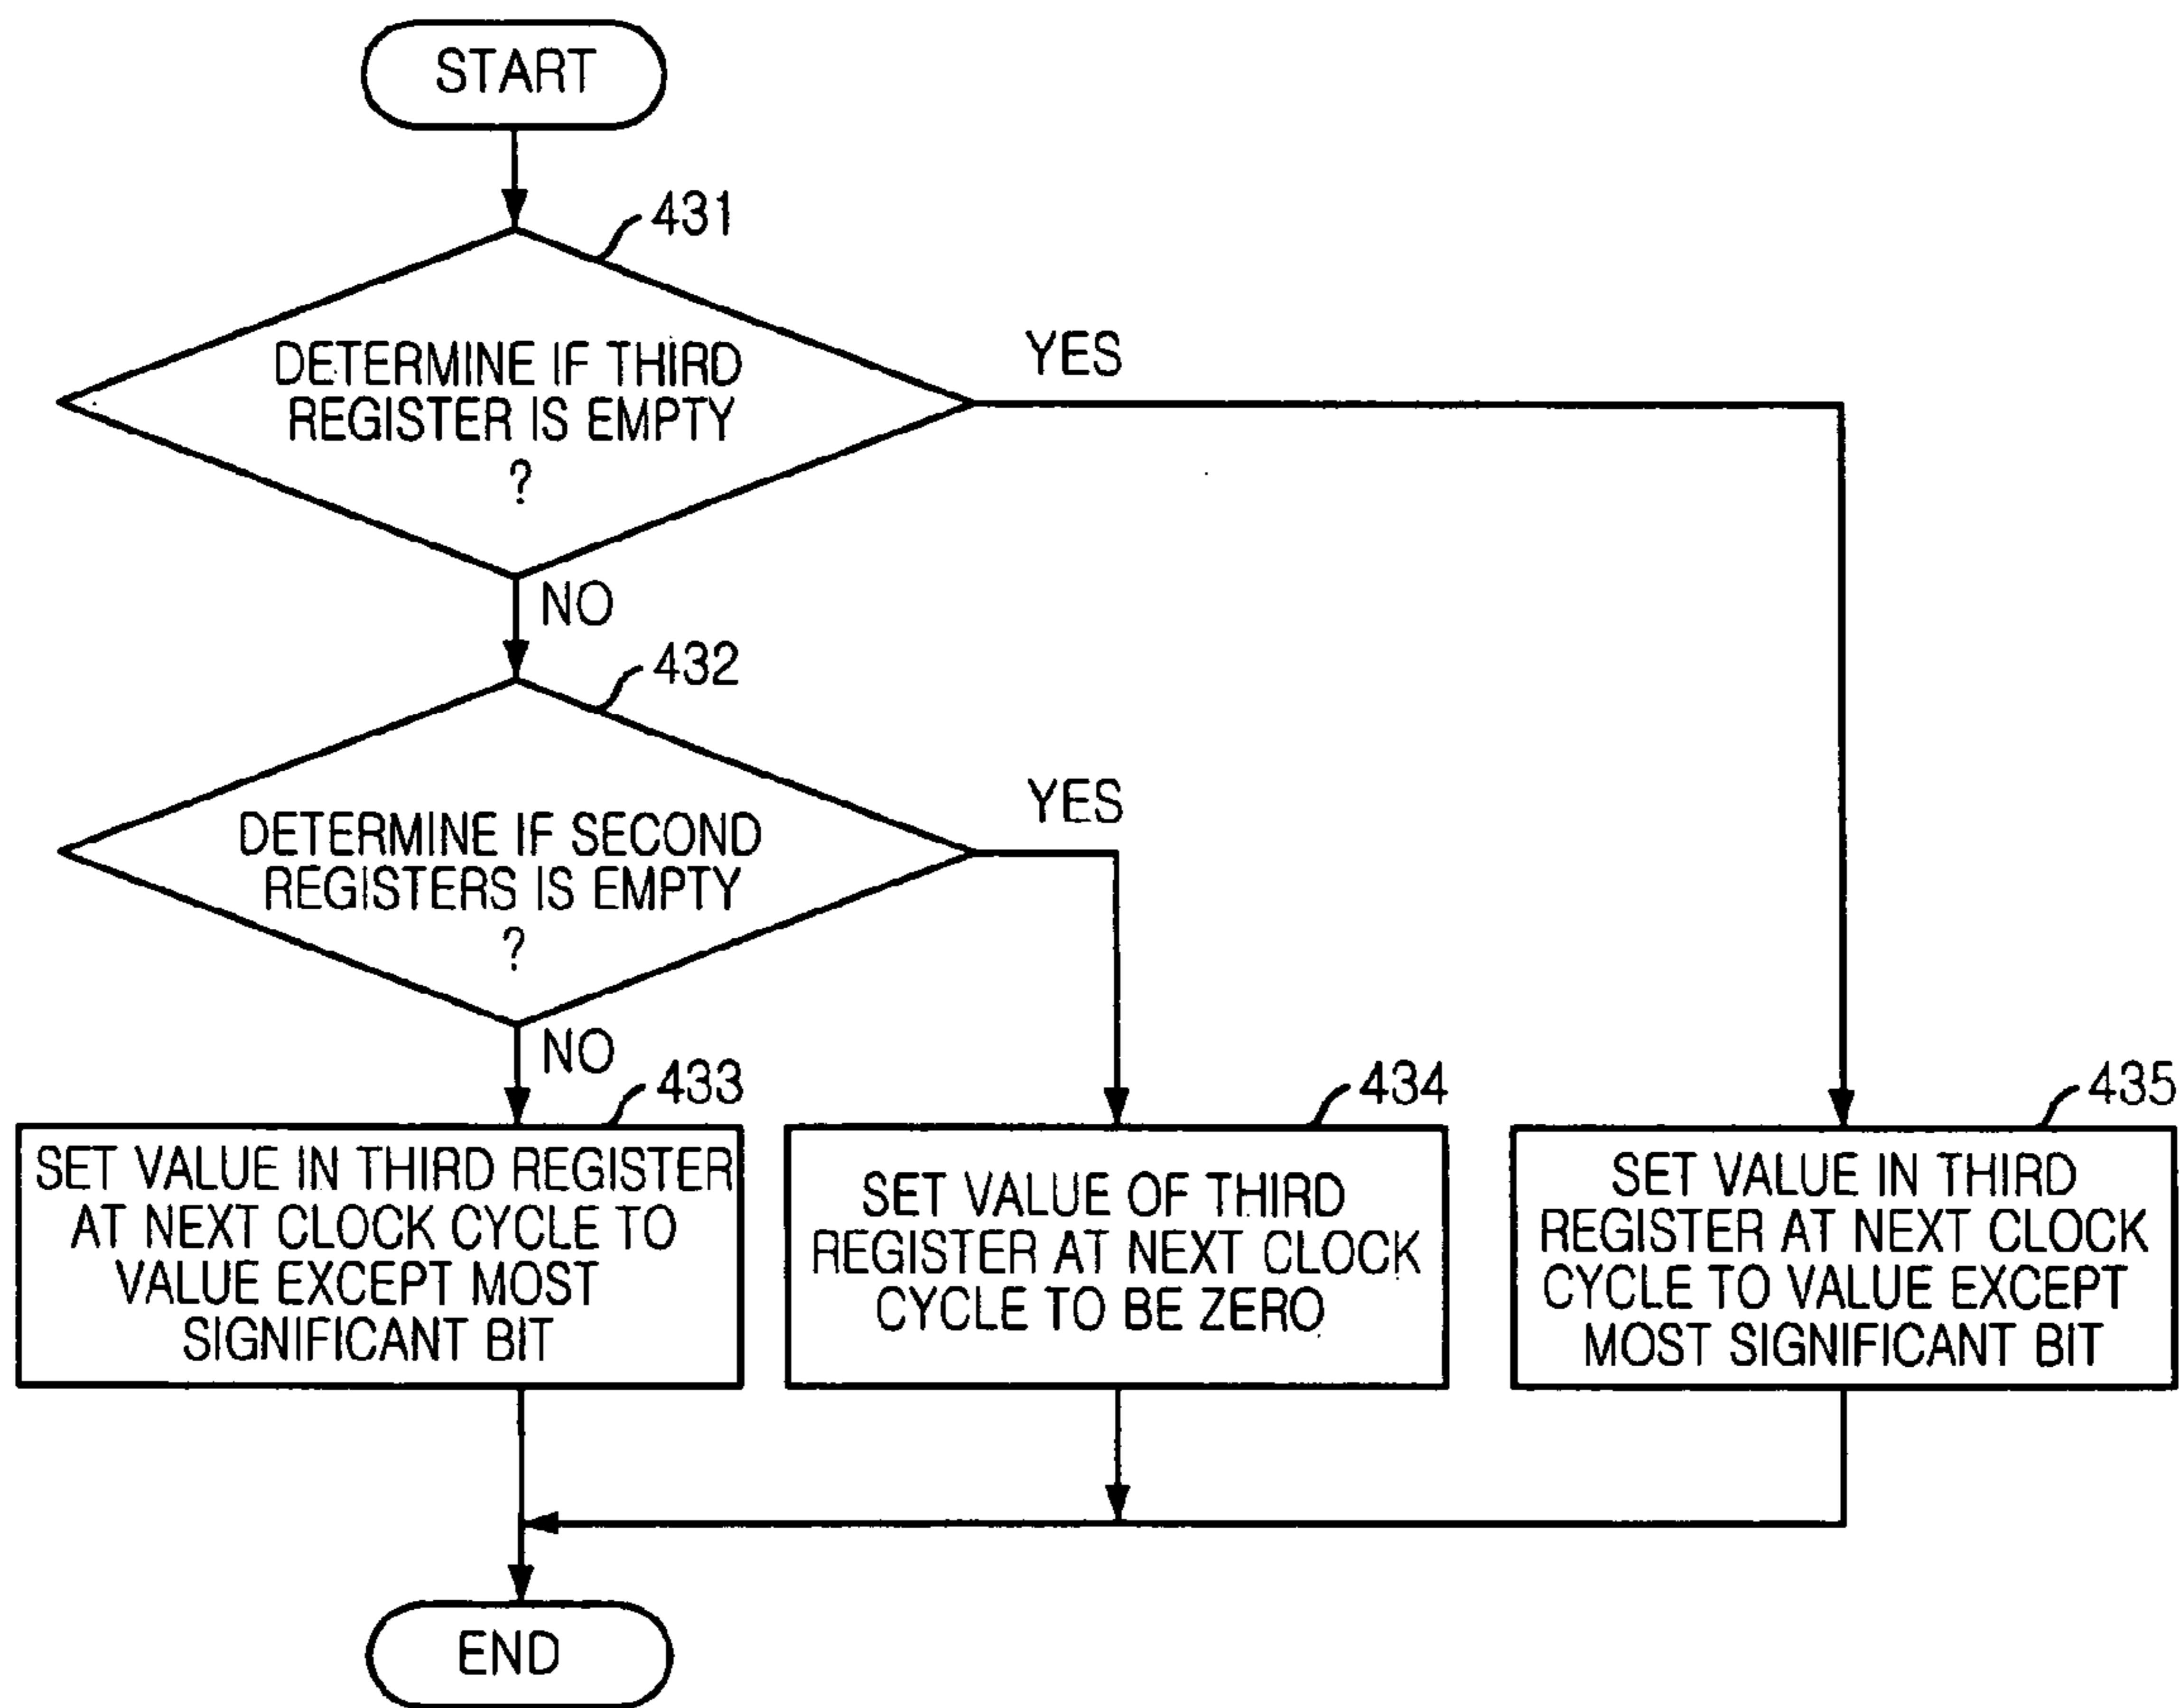 START
431
DETERMINE IF THIRD
REGISTER IS EMPTY
?
YES
NO
432
DETERMINE IF SECOND
REGISTERS IS EMPTY
?
YES
NO
433
SET VALUE IN THIRD REGISTER
AT NEXT CLOCK CYCLE TO
VALUE EXCEPT MOST
SIGNIFICANT BIT
434
SET VALUE OF THIRD
REGISTER AT NEXT CLOCK
CYCLE TO BE ZERO
435
SET VALUE IN THIRD
REGISTER AT NEXT CLOCK
CYCLE TO VALUE EXCEPT
MOST SIGNIFICANT BIT
END